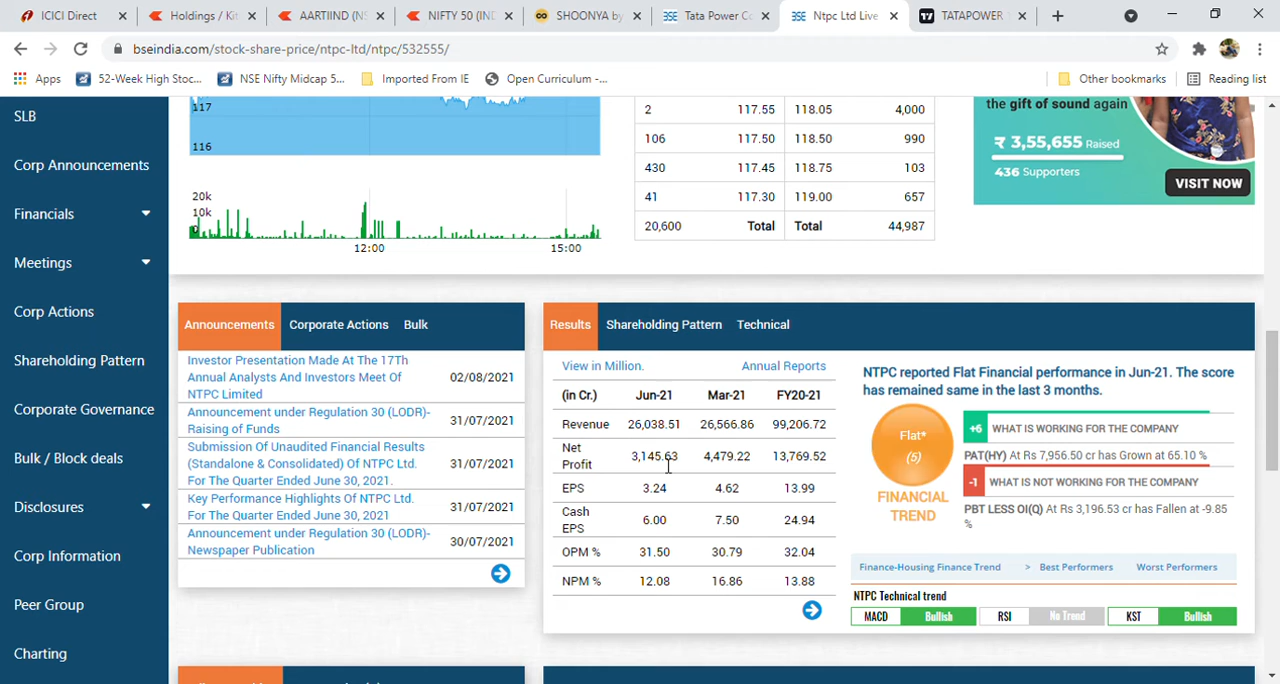 ICICI Direct
Holdings / Kit
AARTIIND (NS
NIFTY 50 (IND
SHOONYA by
Tata Power Co
Ntpc Ltd Live
TATAPOWER
bseindia.com/stock-share-price/ntpc-ltd/ntpc/532555/
Apps
52-Week High Stoc...
NSE Nifty Midcap 5...
Imported From IE
Open Curriculum -...
Other bookmarks
Reading list
SLB
Corp Announcements
Financials
Meetings
Corp Actions
Shareholding Pattern
Corporate Governance
Bulk / Block deals
Disclosures
Corp Information
Peer Group
Charting
117
116
20k
10k
0
12:00 15:00
2 117.55 118.05 4,000
106 117.50 118.50 990
430 117.45 118.75 103
41 117.30 119.00 657
20,600 Total Total 44,987
the gift of sound again
₹ 3,55,655 Raised
436 Supporters
VISIT NOW
Announcements Corporate Actions Bulk
Investor Presentation Made At The 17Th
Annual Analysts And Investors Meet Of
NTPC Limited
02/08/2021
Announcement under Regulation 30 (LODR)-
Raising of Funds
31/07/2021
Submission Of Unaudited Financial Results
(Standalone & Consolidated) Of NTPC Ltd.
For The Quarter Ended June 30, 2021.
31/07/2021
Key Performance Highlights Of NTPC Ltd.
For The Quarter Ended June 30, 2021
31/07/2021
Announcement under Regulation 30 (LODR)-
Newspaper Publication
30/07/2021
Results Shareholding Pattern Technical
View in Million. Annual Reports
(in Cr.) Jun-21 Mar-21 FY20-21
Revenue 26,038.51 26,566.86 99,206.72
Net
Profit
3,145.63 4,479.22 13,769.52
EPS 3.24 4.62 13.99
Cash
EPS
6.00 7.50 24.94
OPM % 31.50 30.79 32.04
NPM % 12.08 16.86 13.88
NTPC reported Flat Financial performance in Jun-21. The score
has remained same in the last 3 months.
Flat*
(5)
FINANCIAL
TREND
+6 WHAT IS WORKING FOR THE COMPANY
PAT(HY) At Rs 7,956.50 cr has Grown at 65.10 %
-1 WHAT IS NOT WORKING FOR THE COMPANY
PBT LESS OI(Q) At Rs 3,196.53 cr has Fallen at -9.85
%
Finance-Housing Finance Trend > Best Performers Worst Performers
NTPC Technical trend
MACD Bullish RSI No Trend KST Bullish